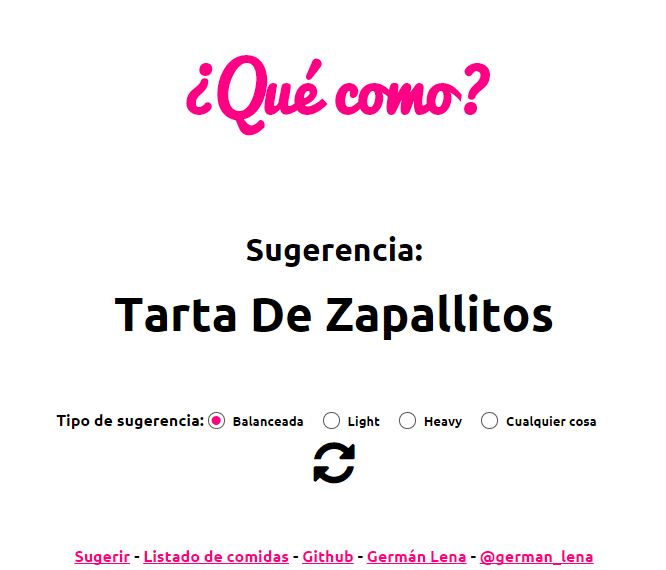 ¿Qué como?
Sugerencia:
Tarta De Zapallitos
Tipo de sugerencia: Balanceada Light Heavy Cualquier cosa
Sugerir - Listado de comidas - Github - Germán Lena - @german_lena